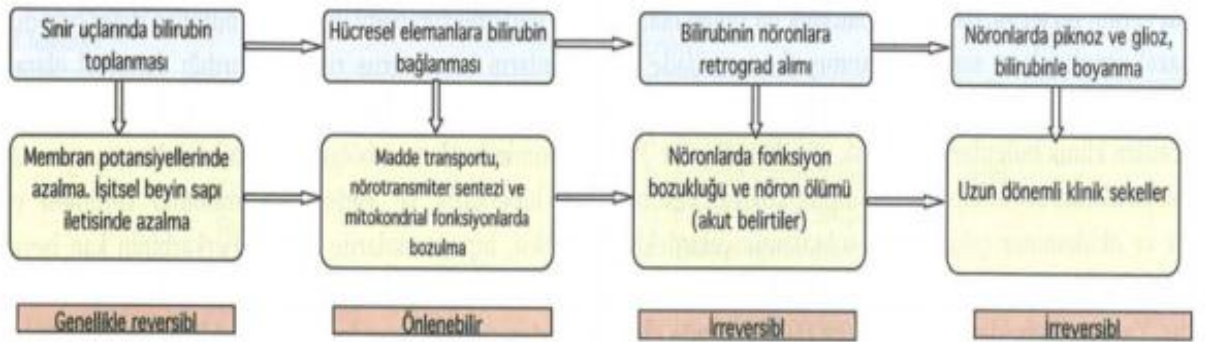 Sinir uçlarında bilirubin
toplanması
Hücresel elemanlara bilirubin
bağlanması
Bilirubinin nöronlara
retrograd alımı
Nöronlarda piknoz ve glioz,
bilirubinle boyanma
Membran potansiyellerinde
azalma. İşitsel beyin sapı
iletisinde azalma
Madde transportu,
nörotransmiter sentezi ve
mitokondrial fonksiyonlarda
bozulma
Nöronlarda fonksiyon
bozukluğu ve nöron ölümü
(akut belirtiler)
Uzun dönemli klinik sekeller
Genellikle reversibl
Önlenebilir
İrreversibl
İrreversibl